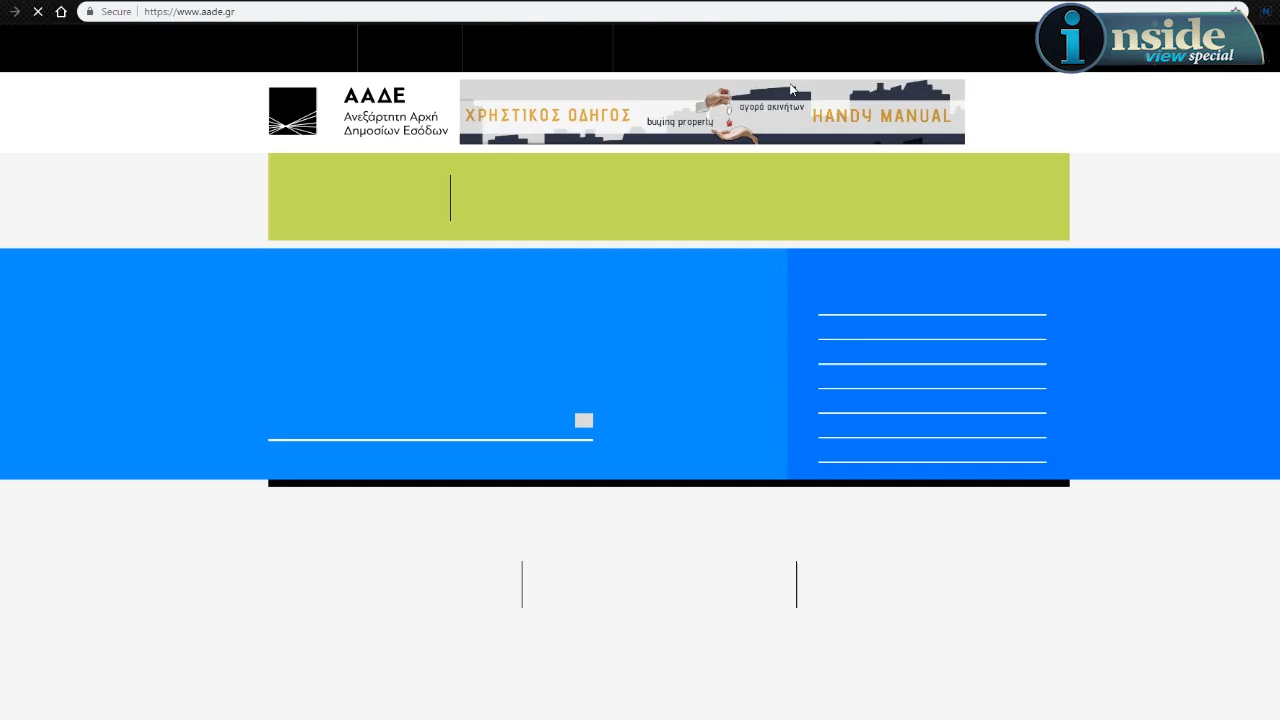 Secure
https://www.aade.gr
inside
view special
ΑΑΔΕ
Ανεξάρτητη Αρχή
Δημοσίων Εσόδων
ΧΡΗΣΤΙΚΟΣ ΟΔΗΓΟΣ
buying property
αγορά ακινήτων
HANDY MANUAL